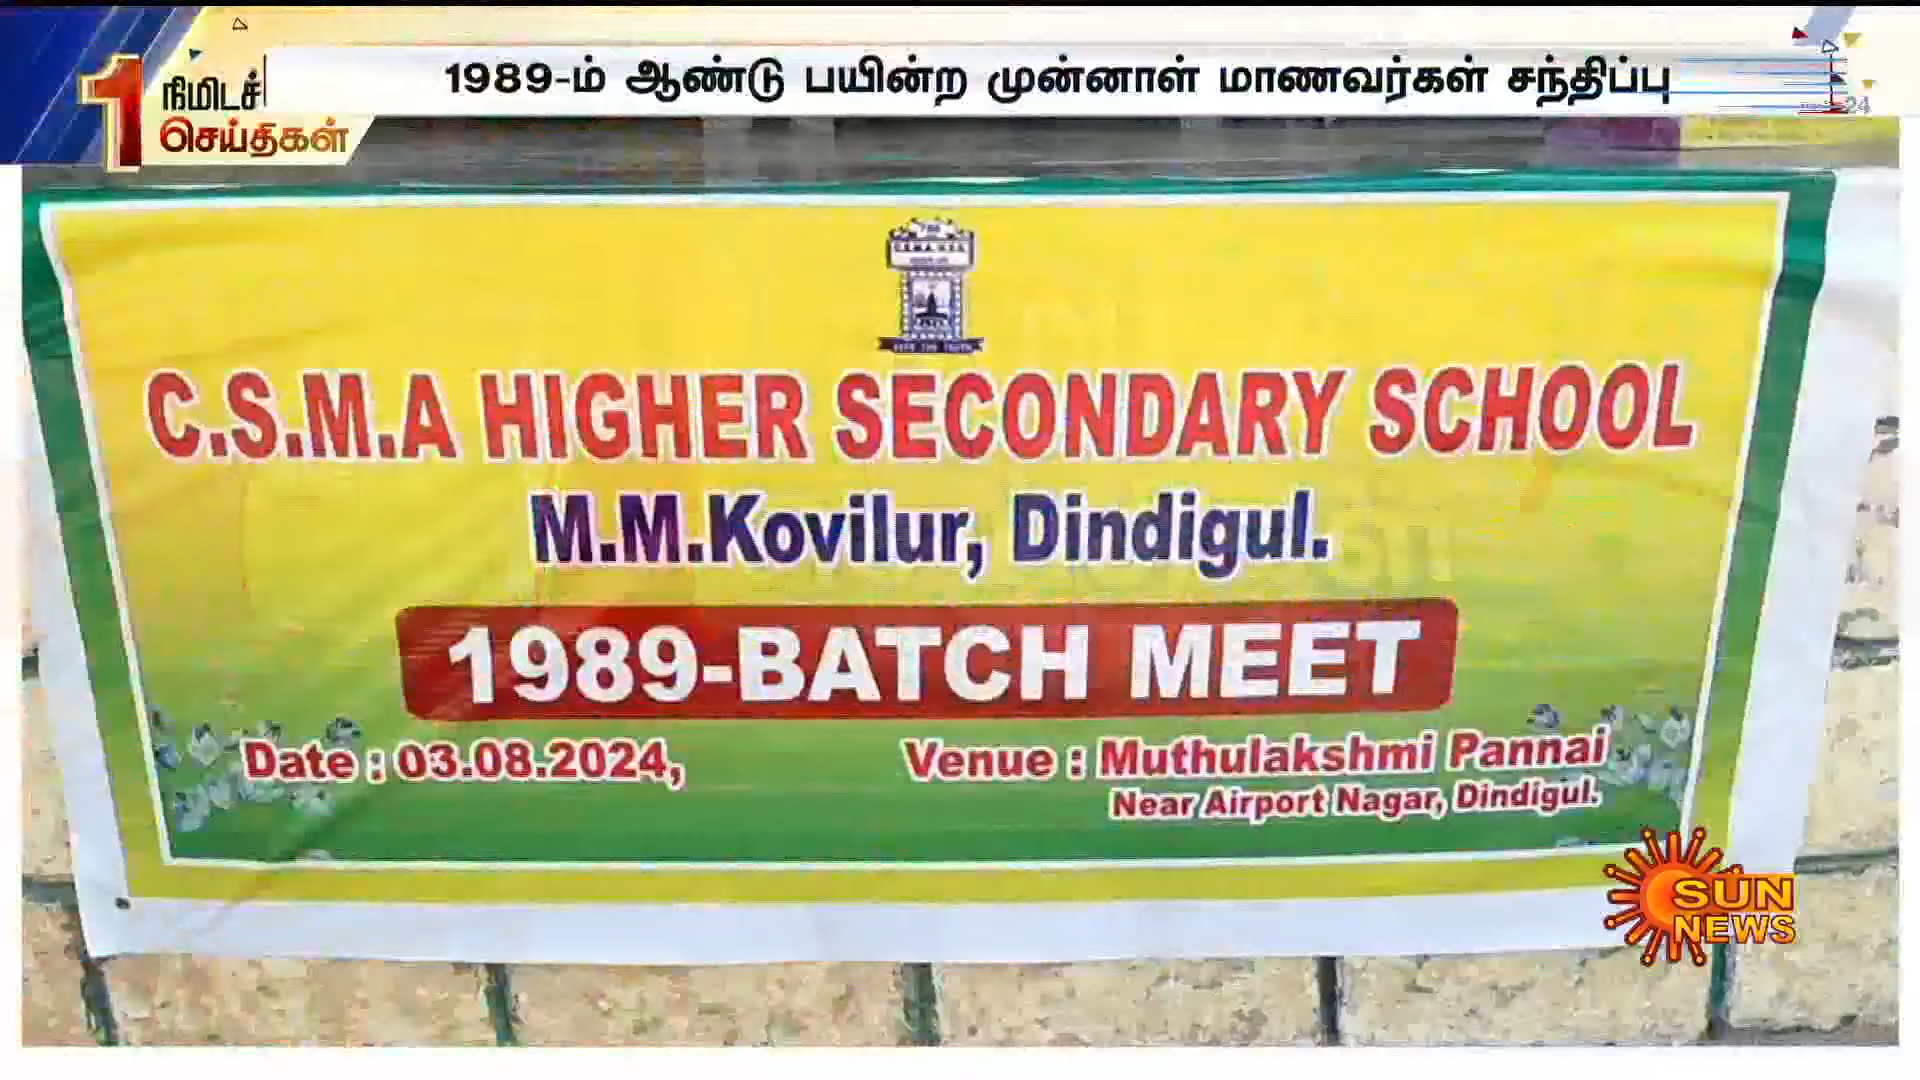 1989-ம் ஆண்டு பயின்ற முன்னாள் மாணவர்கள் சந்திப்பு
1 நிமிடச்
செய்திகள்
C.S.M.A HIGHER SECONDARY SCHOOL
M.M.Kovilur, Dindigul.
1989-BATCH MEET
Date : 03.08.2024,
Venue : Muthulakshmi Pannai
Near Airport Nagar, Dindigul.
SUN
NEWS